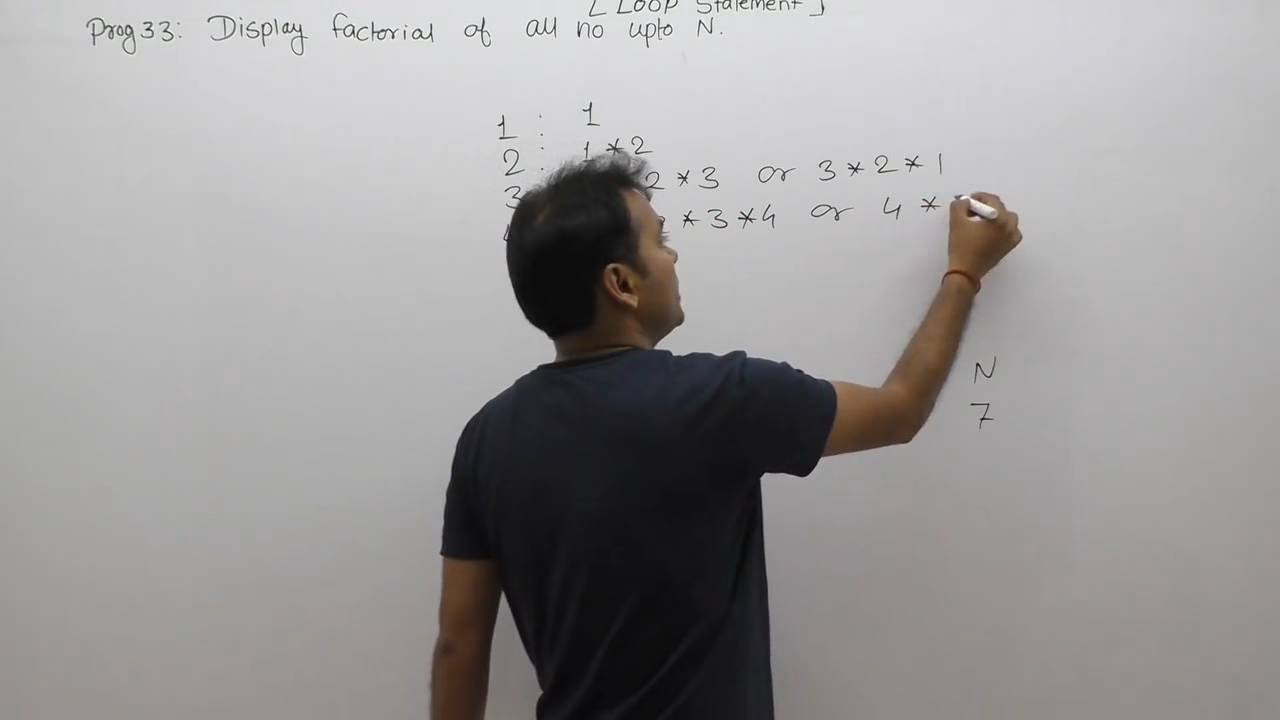 [Loop Statement]
Prog 33: Display factorial of all no upto N.
1 : 1
2 : 1 * 2
3 2 * 3 or 3 * 2 * 1
* 3 * 4 or 4 *
N
7